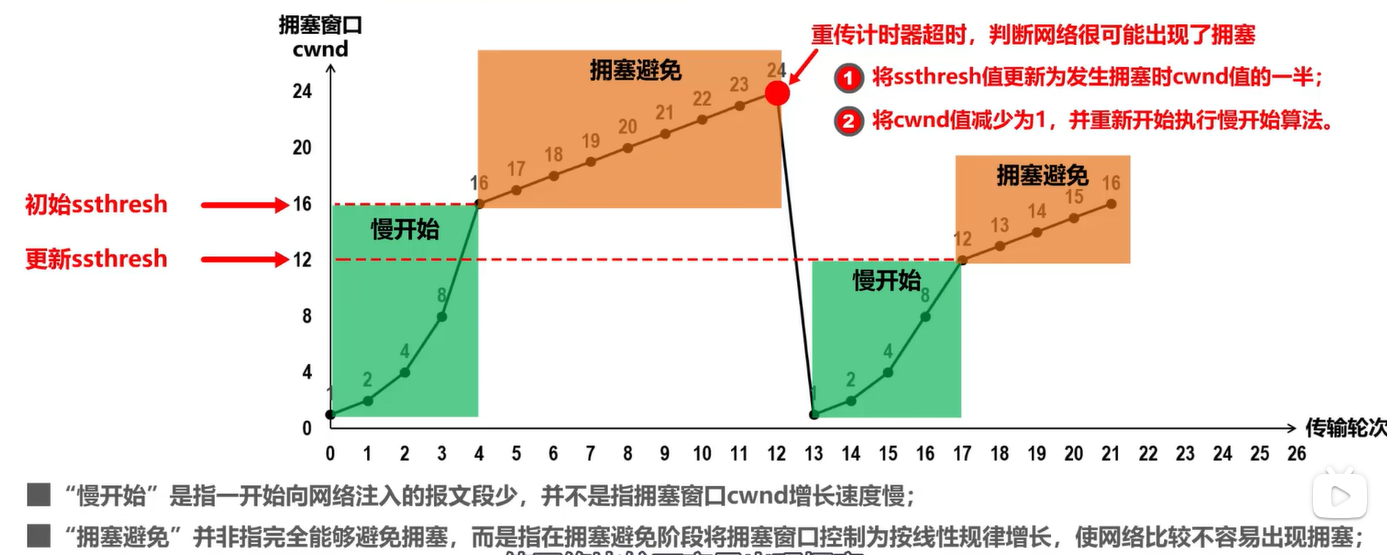 拥塞窗口
cwnd
重传计时器超时，判断网络很可能出现了拥塞
1 将ssthresh值更新为发生拥塞时cwnd值的一半；
2 将cwnd值减少为1，并重新开始执行慢开始算法。
拥塞避免
24
20
16
12
8
4
0
初始ssthresh
更新ssthresh
慢开始
1
2
4
8
16
17
18
19
20
21
22
23
24
慢开始
1
2
4
8
拥塞避免
12
13
14
15
16
0 1 2 3 4 5 6 7 8 9 10 11 12 13 14 15 16 17 18 19 20 21 22 23 24 25 26
传输轮次
“慢开始”是指一开始向网络注入的报文段少，并不是指拥塞窗口cwnd增长速度慢；
“拥塞避免”并非指完全能够避免拥塞，而是指在拥塞避免阶段将拥塞窗口控制为按线性规律增长，使网络比较不容易出现拥塞；